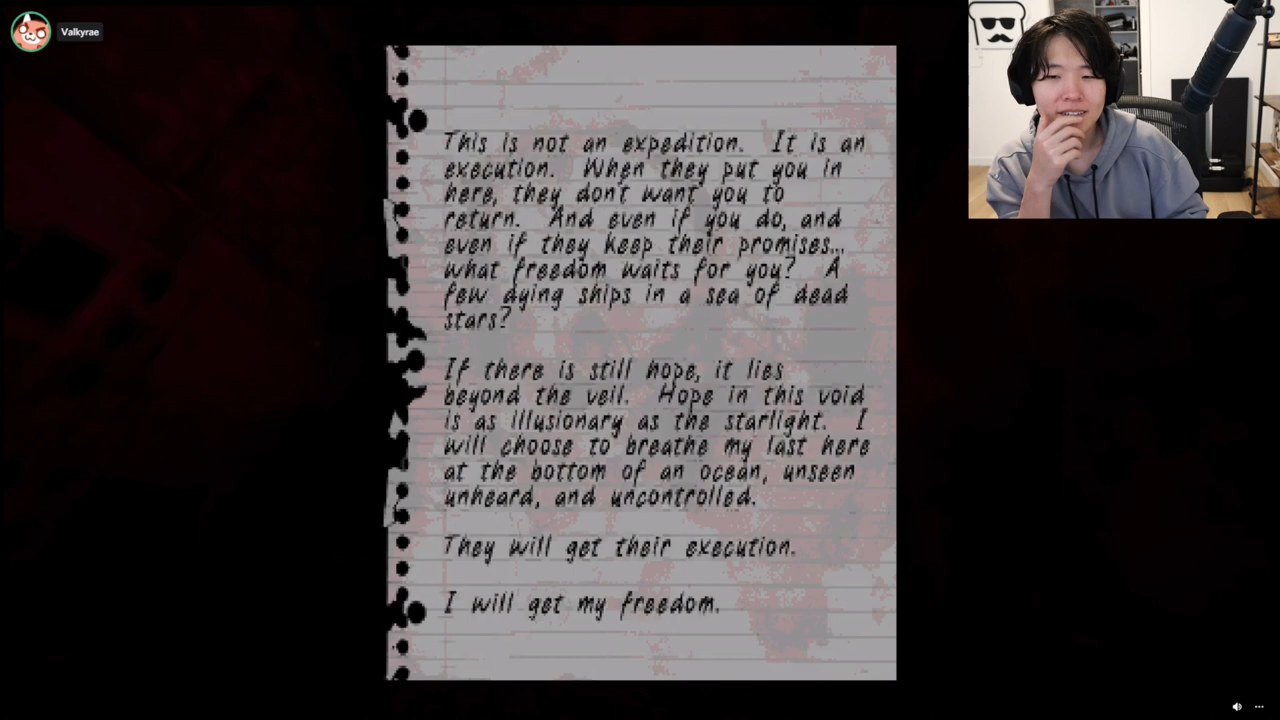 Valkyrae
This is not an expedition. It is an
execution. When they put you in
here, they don't want you to
return. And even if you do, and
even if they keep their promises...
what freedom waits for you? A
few dying ships in a sea of dead
stars?
If there is still hope, it lies
beyond the veil. Hope in this void
is as illusionary as the starlight. I
will choose to breathe my last here
at the bottom of an ocean, unseen
unheard, and uncontrolled.
They will get their execution.
I will get my freedom.